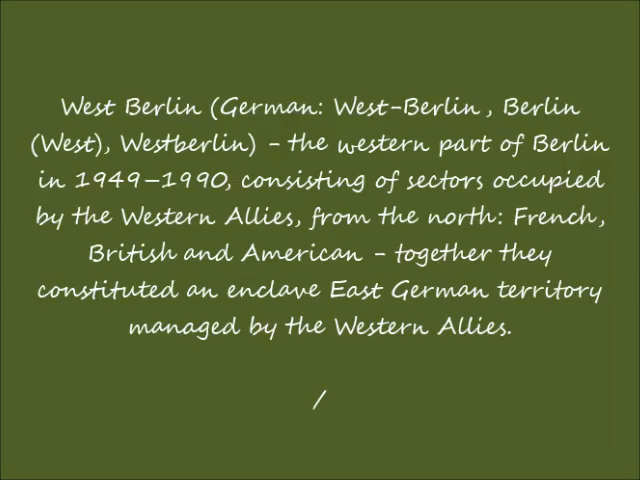 West Berlin (German: West-Berlin , Berlin
(West), Westberlin) - the western part of Berlin
in 1949–1990, consisting of sectors occupied
by the Western Allies, from the north: French,
British and American - together they
constituted an enclave East German territory
managed by the Western Allies.
/